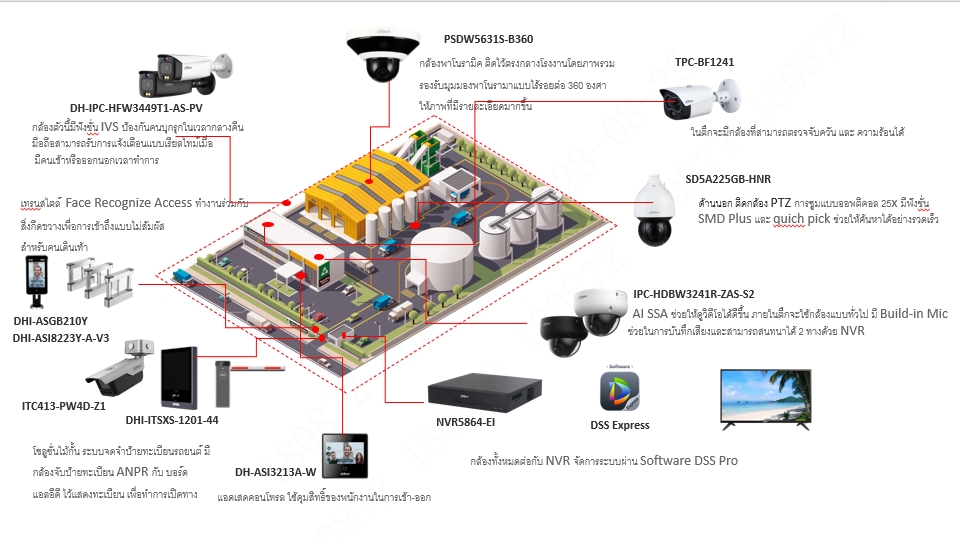 PSDW5631S-B360
กล้องพาโนรามิค ติดไว้ตรงกลางโรงงานโดยภาพรวม
รองรับมุมมองพาโนรามาแบบไร้รอยต่อ 360 องศา
ให้ภาพที่มีรายละเอียดมากขึ้น
TPC-BF1241
ในตึกจะมีกล้องที่สามารถตรวจจับควัน และ ความร้อนได้
DH-IPC-HFW3449T1-AS-PV
กล้องตัวนี้มีฟังชั่น IVS ป้องกันคนบุกรุกในเวลากลางคืน
มือถือสามารถรับการแจ้งเตือนแบบเรียลไทม์เมื่อ
มีคนเข้าหรือออกนอกเวลาทำการ
SD5A225GB-HNR
ด้านนอก ติดกล้อง PTZ การซูมแบบออฟติคอล 25X มีฟังชั่น
SMD Plus และ quich pick ช่วยให้ค้นหาได้อย่างรวดเร็ว
เทรนสไตล์ Face Recognize Access ทำงานร่วมกับ
สิ่งกีดขวางเพื่อการเข้าถึงแบบไม่สัมผัส
สำหรับคนเดินเท้า
DHI-ASGB210Y
DHI-ASI8223Y-A-V3
IPC-HDBW3241R-ZAS-S2
AI SSA ช่วยให้ดูวิดีโอได้ดีขึ้น ภายในตึกจะใช้กล้องแบบทั่วไป มี Build-in Mic
ช่วยในการบันทึกเสียงและสามารถสนทนาได้ 2 ทางด้วย NVR
ITC413-PW4D-Z1
DHI-ITSXS-1201-44
โซลูชั่นไม้กั้น ระบบจดจำป้ายทะเบียนรถยนต์ มี
กล้องจับป้ายทะเบียน ANPR กับ บอร์ด
แอลอีดี ไว้แสดงทะเบียน เพื่อทำการเปิดทาง
DH-ASI3213A-W
แอคเสดคอนโทรล ใช้คุมสิทธิ์ของพนักงานในการเข้า-ออก
NVR5864-EI
Software
DSS Express
กล้องทั้งหมดต่อกับ NVR จัดการระบบผ่าน Software DSS Pro